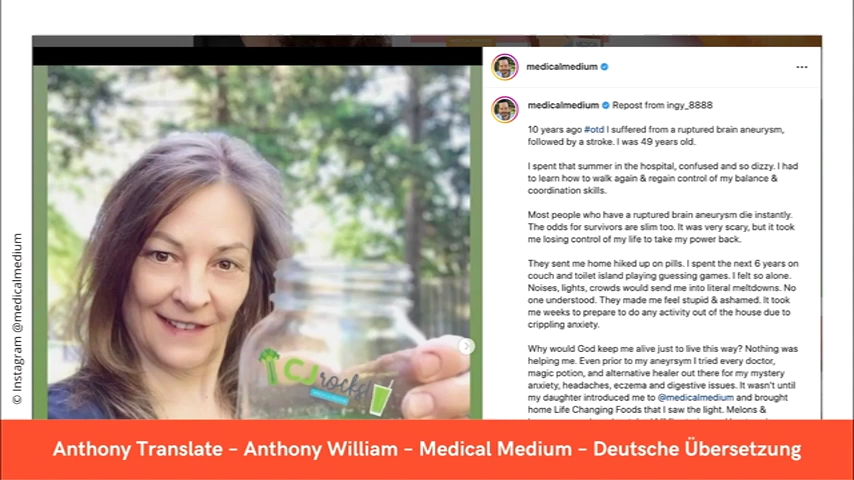 medicalmedium
medicalmedium Repost from ingy_8888
10 years ago #otd I suffered from a ruptured brain aneurysm,
followed by a stroke. I was 49 years old.
I spent that summer in the hospital, confused and so dizzy. I had
to learn how to walk again & regain control of my balance &
coordination skills.
Most people who have a ruptured brain aneurysm die instantly.
The odds for survivors are slim too. It was very scary, but it took
me losing control of my life to take my power back.
They sent me home hiked up on pills. I spent the next 6 years on
couch and toilet island playing guessing games. I felt so alone.
Noises, lights, crowds would send me into literal meltdowns. No
one understood. They made me feel stupid & ashamed. It took
me weeks to prepare to do any activity out of the house due to
crippling anxiety.
Why would God keep me alive just to live this way? Nothing was
helping me. Even prior to my aneyrsym I tried every doctor,
magic potion, and alternative healer out there for my mystery
anxiety, headaches, eczema and digestive issues. It wasn't until
my daughter introduced me to @medicalmedium and brought
home Life Changing Foods that I saw the light. Melons &
CJ rocks!
© Instagram @medicalmedium
Anthony Translate – Anthony William – Medical Medium – Deutsche Übersetzung